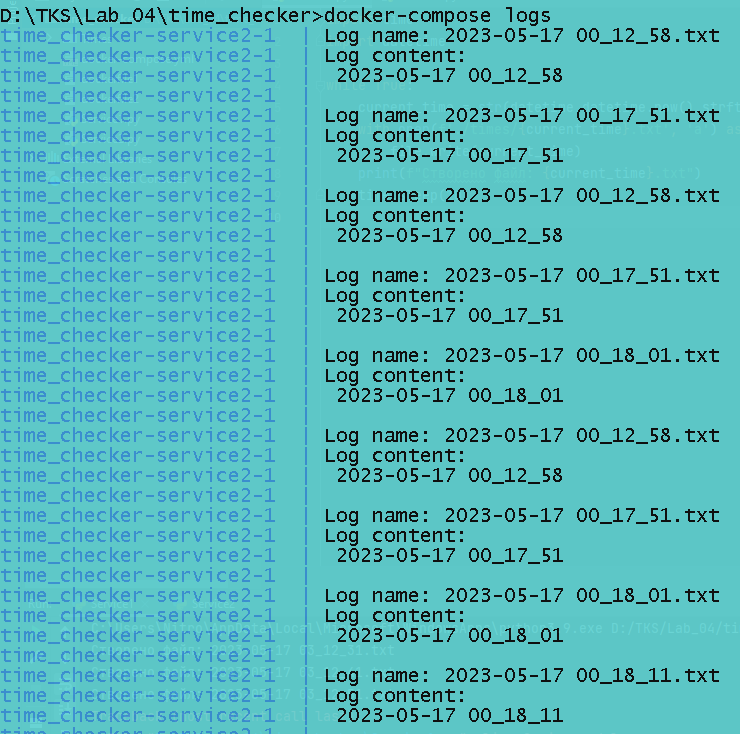 D:\TKS\Lab_04\time_checker>docker-compose logs
time_checker-service2-1 | Log name: 2023-05-17 00_12_58.txt
time_checker-service2-1 | Log content:
time_checker-service2-1 | 2023-05-17 00_12_58
time_checker-service2-1 |
time_checker-service2-1 | Log name: 2023-05-17 00_17_51.txt
time_checker-service2-1 | Log content:
time_checker-service2-1 | 2023-05-17 00_17_51
time_checker-service2-1 |
time_checker-service2-1 | Log name: 2023-05-17 00_12_58.txt
time_checker-service2-1 | Log content:
time_checker-service2-1 | 2023-05-17 00_12_58
time_checker-service2-1 |
time_checker-service2-1 | Log name: 2023-05-17 00_17_51.txt
time_checker-service2-1 | Log content:
time_checker-service2-1 | 2023-05-17 00_17_51
time_checker-service2-1 |
time_checker-service2-1 | Log name: 2023-05-17 00_18_01.txt
time_checker-service2-1 | Log content:
time_checker-service2-1 | 2023-05-17 00_18_01
time_checker-service2-1 |
time_checker-service2-1 | Log name: 2023-05-17 00_12_58.txt
time_checker-service2-1 | Log content:
time_checker-service2-1 | 2023-05-17 00_12_58
time_checker-service2-1 |
time_checker-service2-1 | Log name: 2023-05-17 00_17_51.txt
time_checker-service2-1 | Log content:
time_checker-service2-1 | 2023-05-17 00_17_51
time_checker-service2-1 |
time_checker-service2-1 | Log name: 2023-05-17 00_18_01.txt
time_checker-service2-1 | Log content:
time_checker-service2-1 | 2023-05-17 00_18_01
time_checker-service2-1 |
time_checker-service2-1 | Log name: 2023-05-17 00_18_11.txt
time_checker-service2-1 | Log content:
time_checker-service2-1 | 2023-05-17 00_18_11